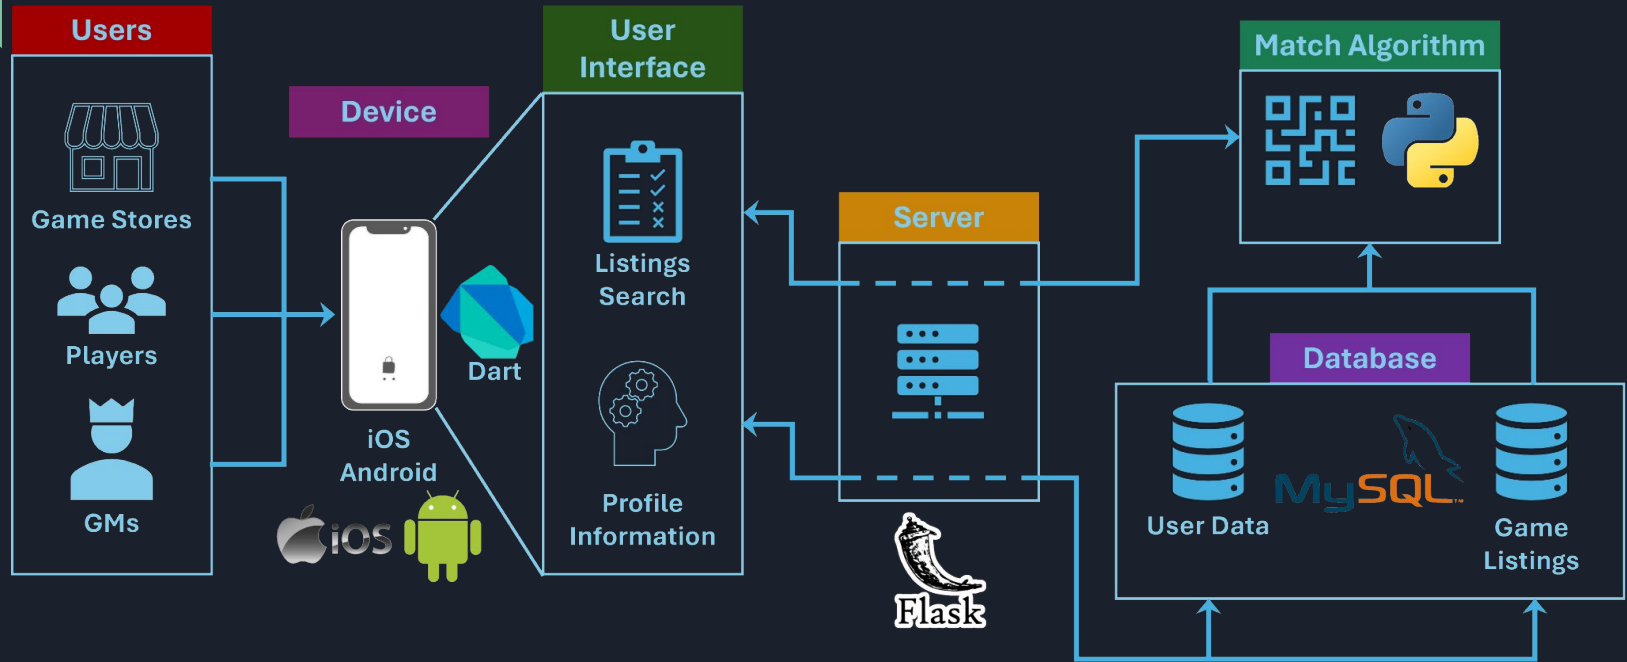 Users
Game Stores
Players
GMs
Device
iOS
Android
iOS
Dart
User
Interface
Listings
Search
Profile
Information
Server
Flask
Match Algorithm
Database
User Data
MySQL™
Game
Listings